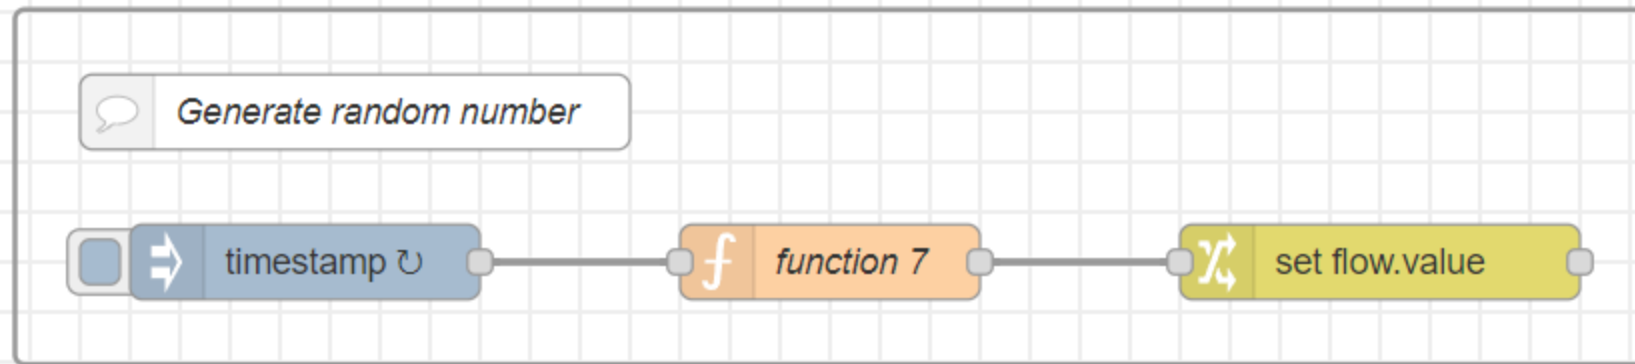 Generate random number
timestamp ↻
function 7
set flow.value